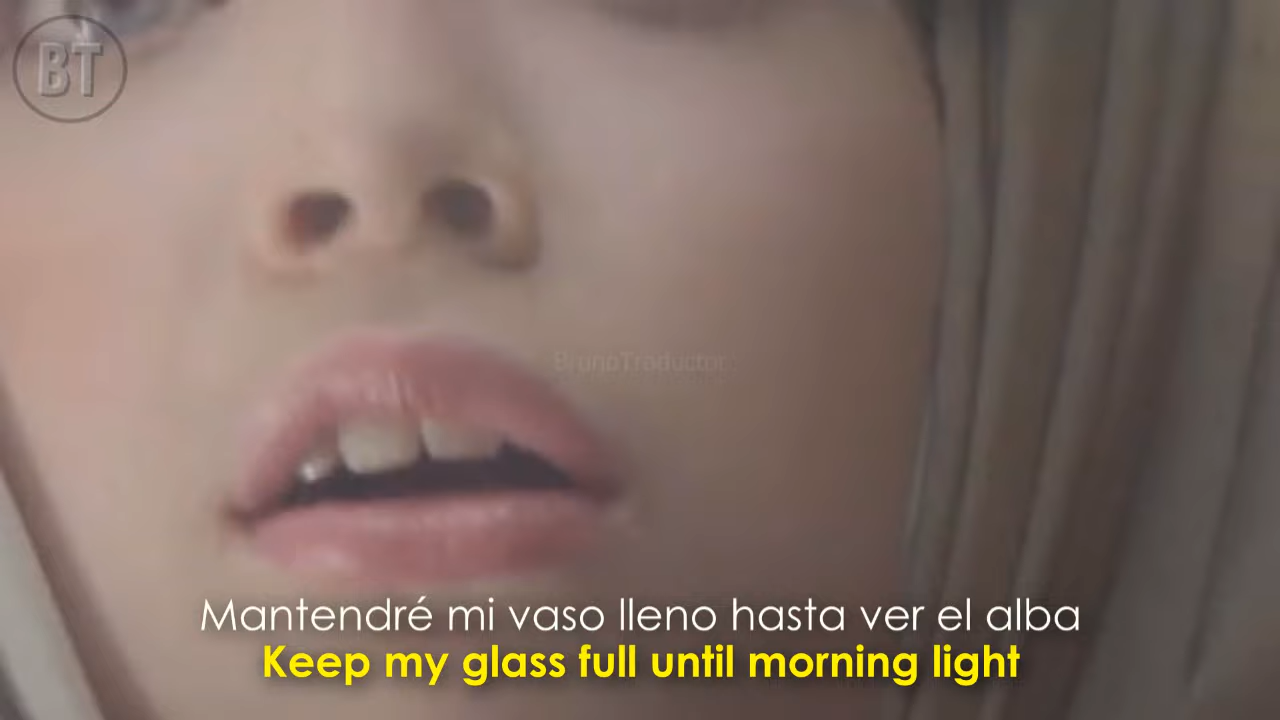 BT
BrunoTraductor
Mantendré mi vaso lleno hasta ver el alba
Keep my glass full until morning light